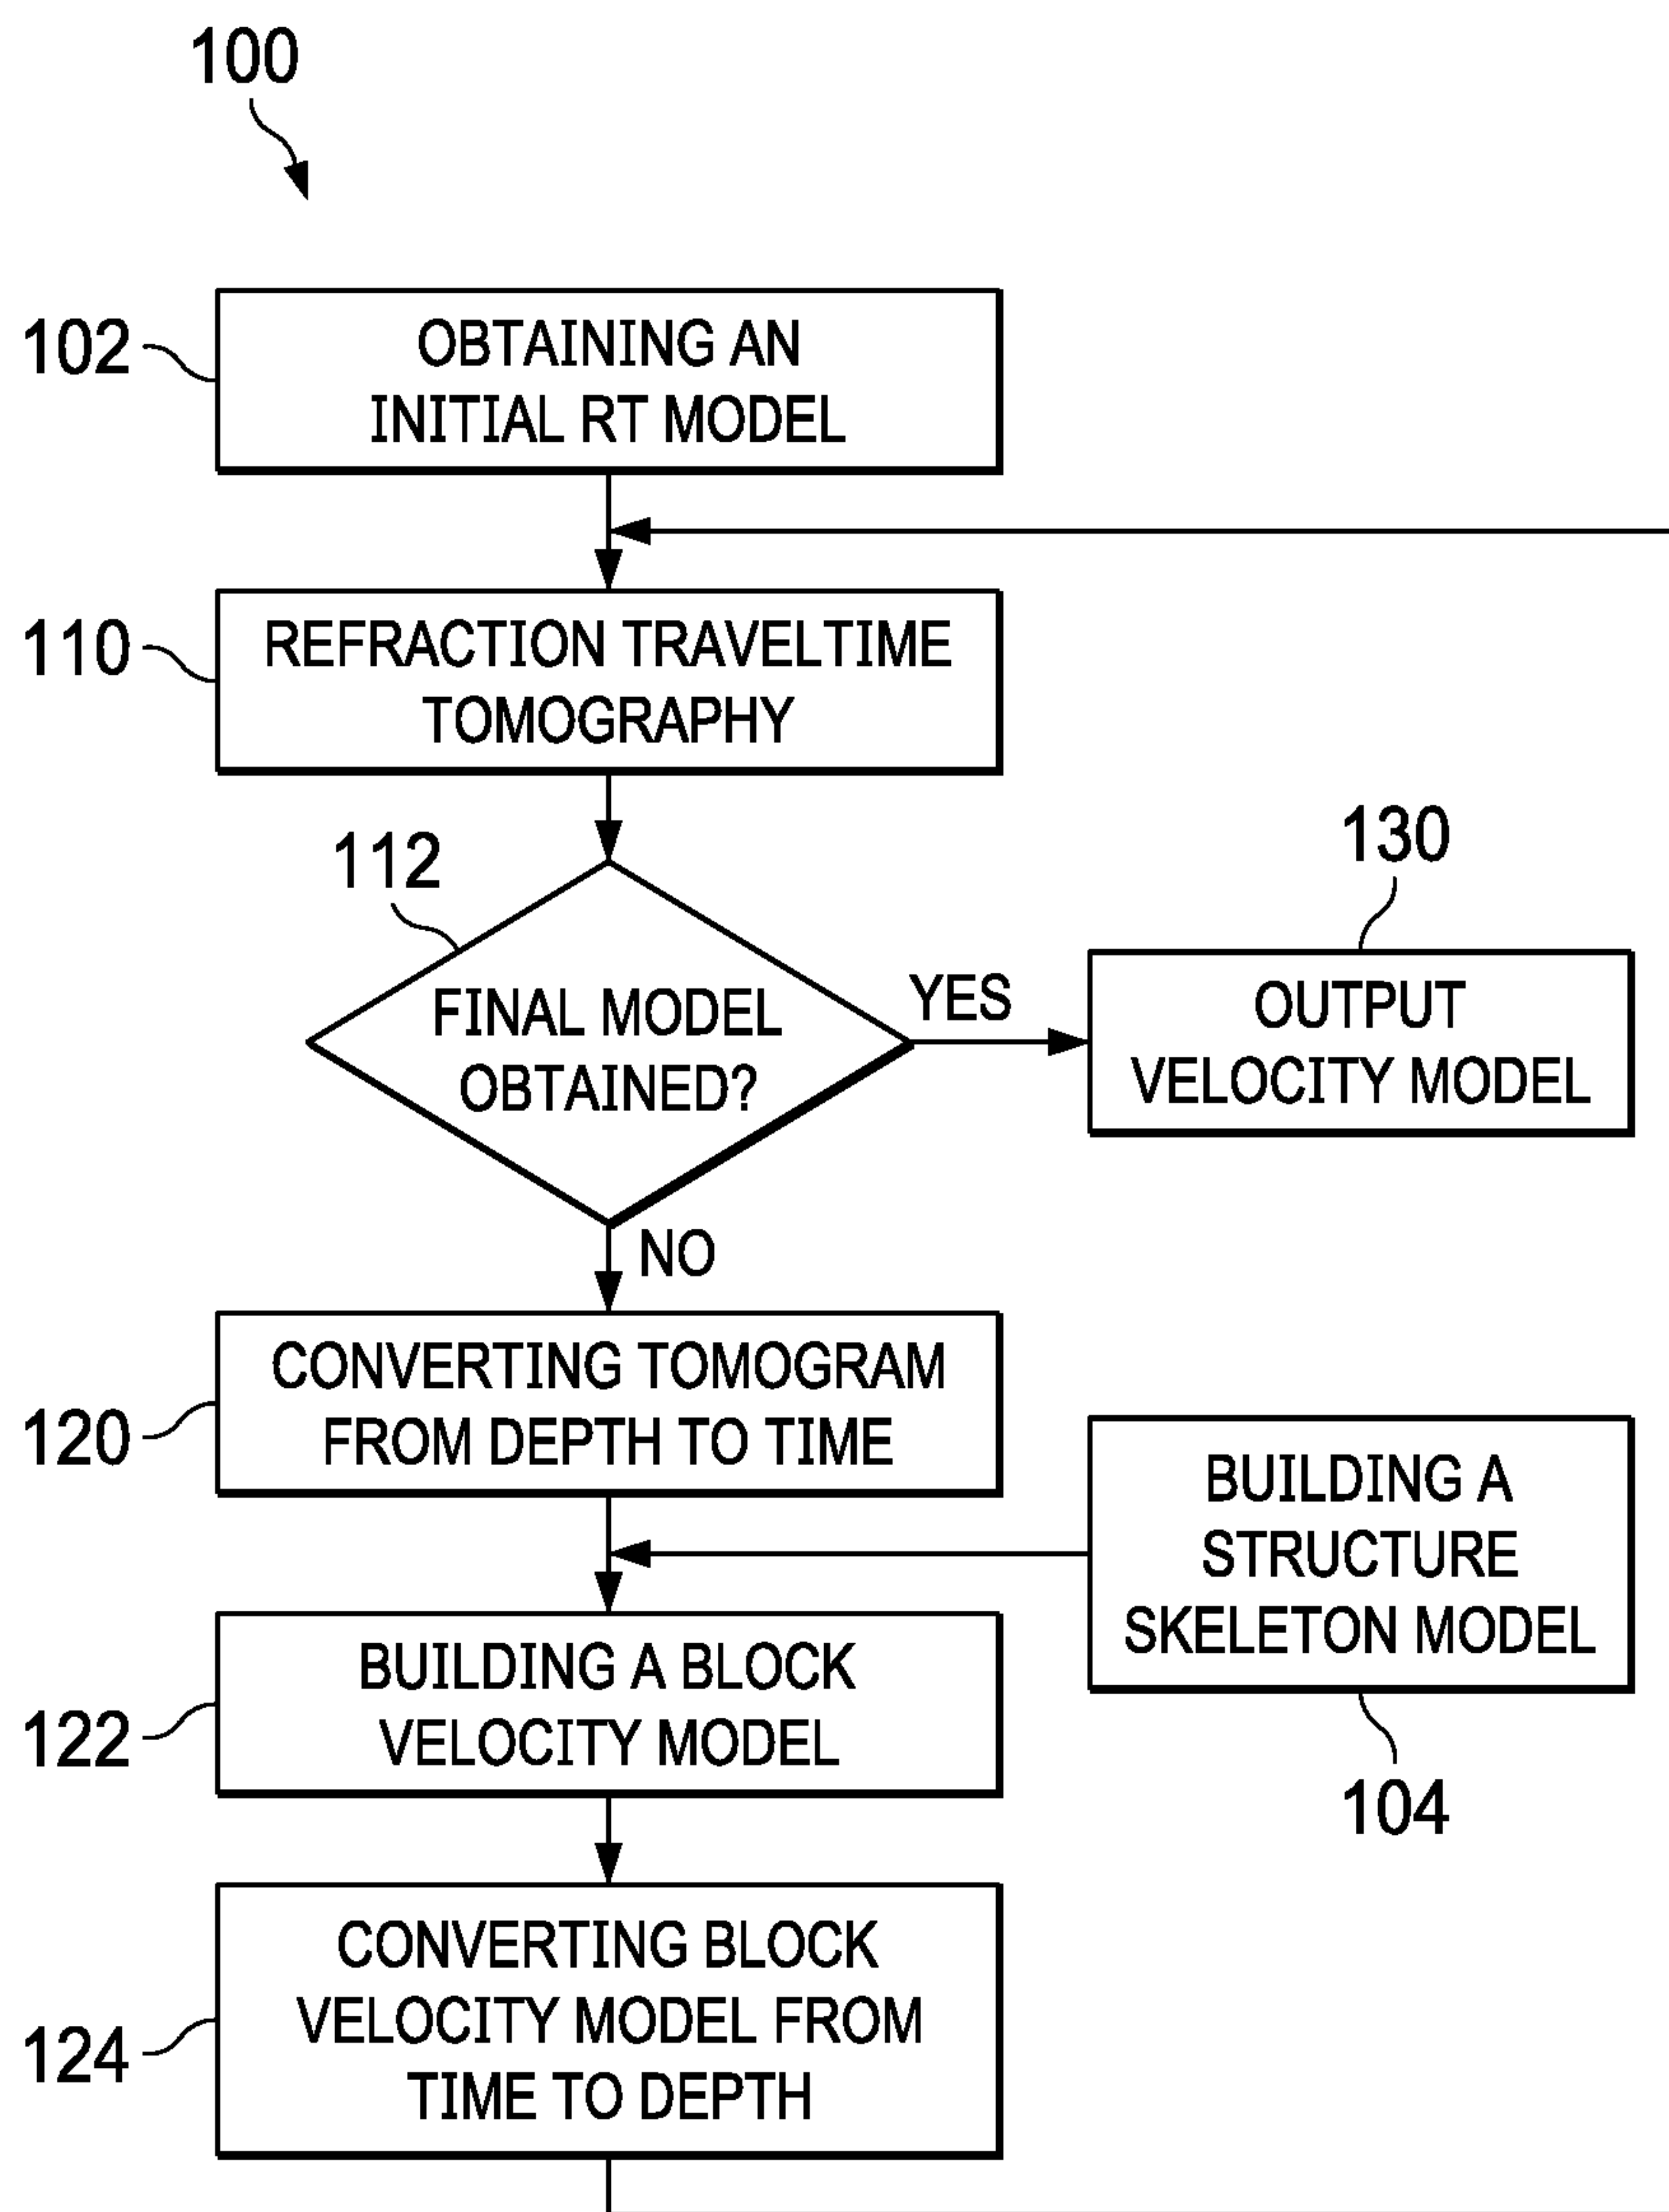 100
102
OBTAINING AN
INITIAL RT MODEL
110
REFRACTION TRAVELTIME
TOMOGRAPHY
112
FINAL MODEL
OBTAINED?
YES
130
OUTPUT
VELOCITY MODEL
NO
120
CONVERTING TOMOGRAM
FROM DEPTH TO TIME
BUILDING A
STRUCTURE
SKELETON MODEL
104
122
BUILDING A BLOCK
VELOCITY MODEL
124
CONVERTING BLOCK
VELOCITY MODEL FROM
TIME TO DEPTH